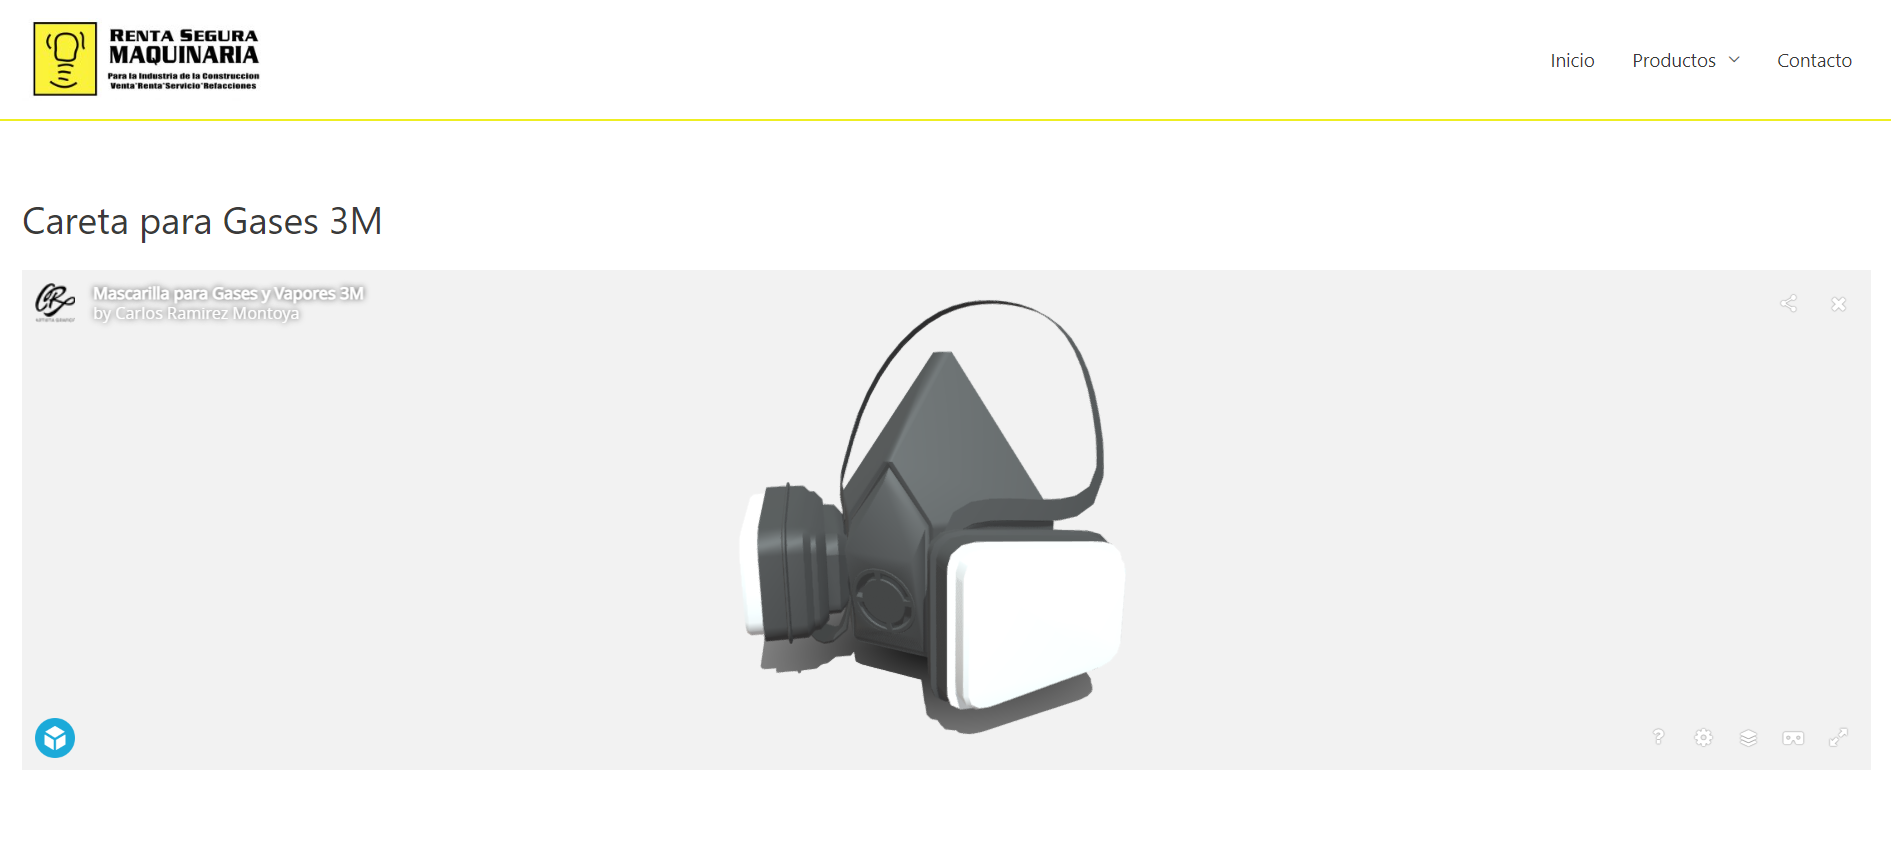 RENTA SEGURA
MAQUINARIA
Para la Industria de la Construccion
Venta*Renta*Servicio*Refacciones
Inicio
Productos
Contacto
Careta para Gases 3M
Mascarilla para Gases y Vapores 3M
by Carlos Ramirez Montoya
?